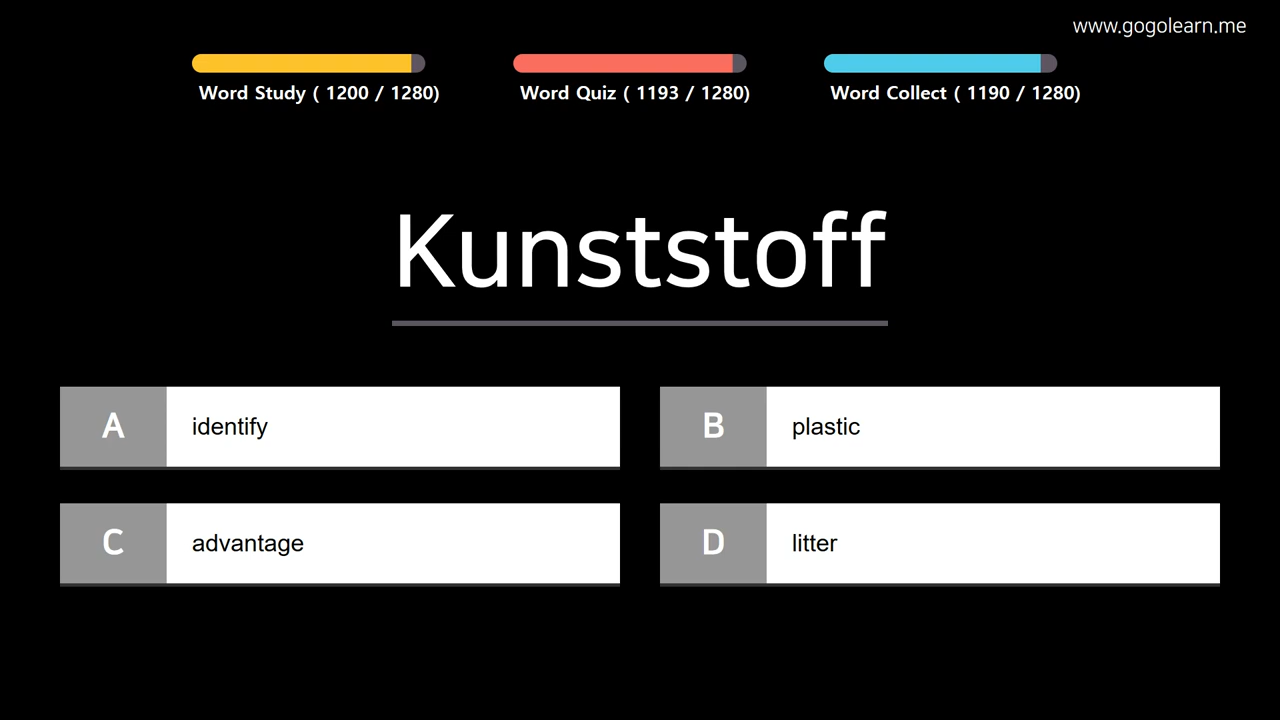 www.gogolearn.me
Word Study ( 1200 / 1280)
Word Quiz ( 1193 / 1280)
Word Collect ( 1190 / 1280)
Kunststoff
A identify
B plastic
C advantage
D litter